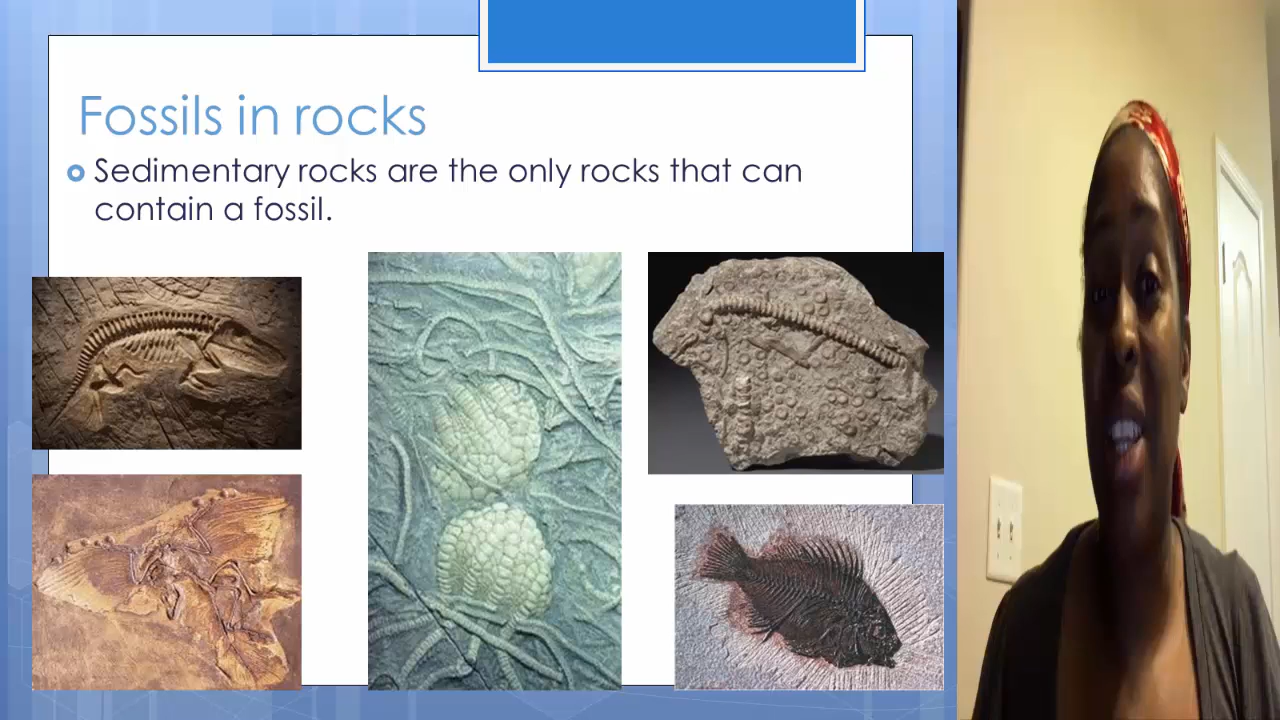 Fossils in rocks
Sedimentary rocks are the only rocks that can
contain a fossil.